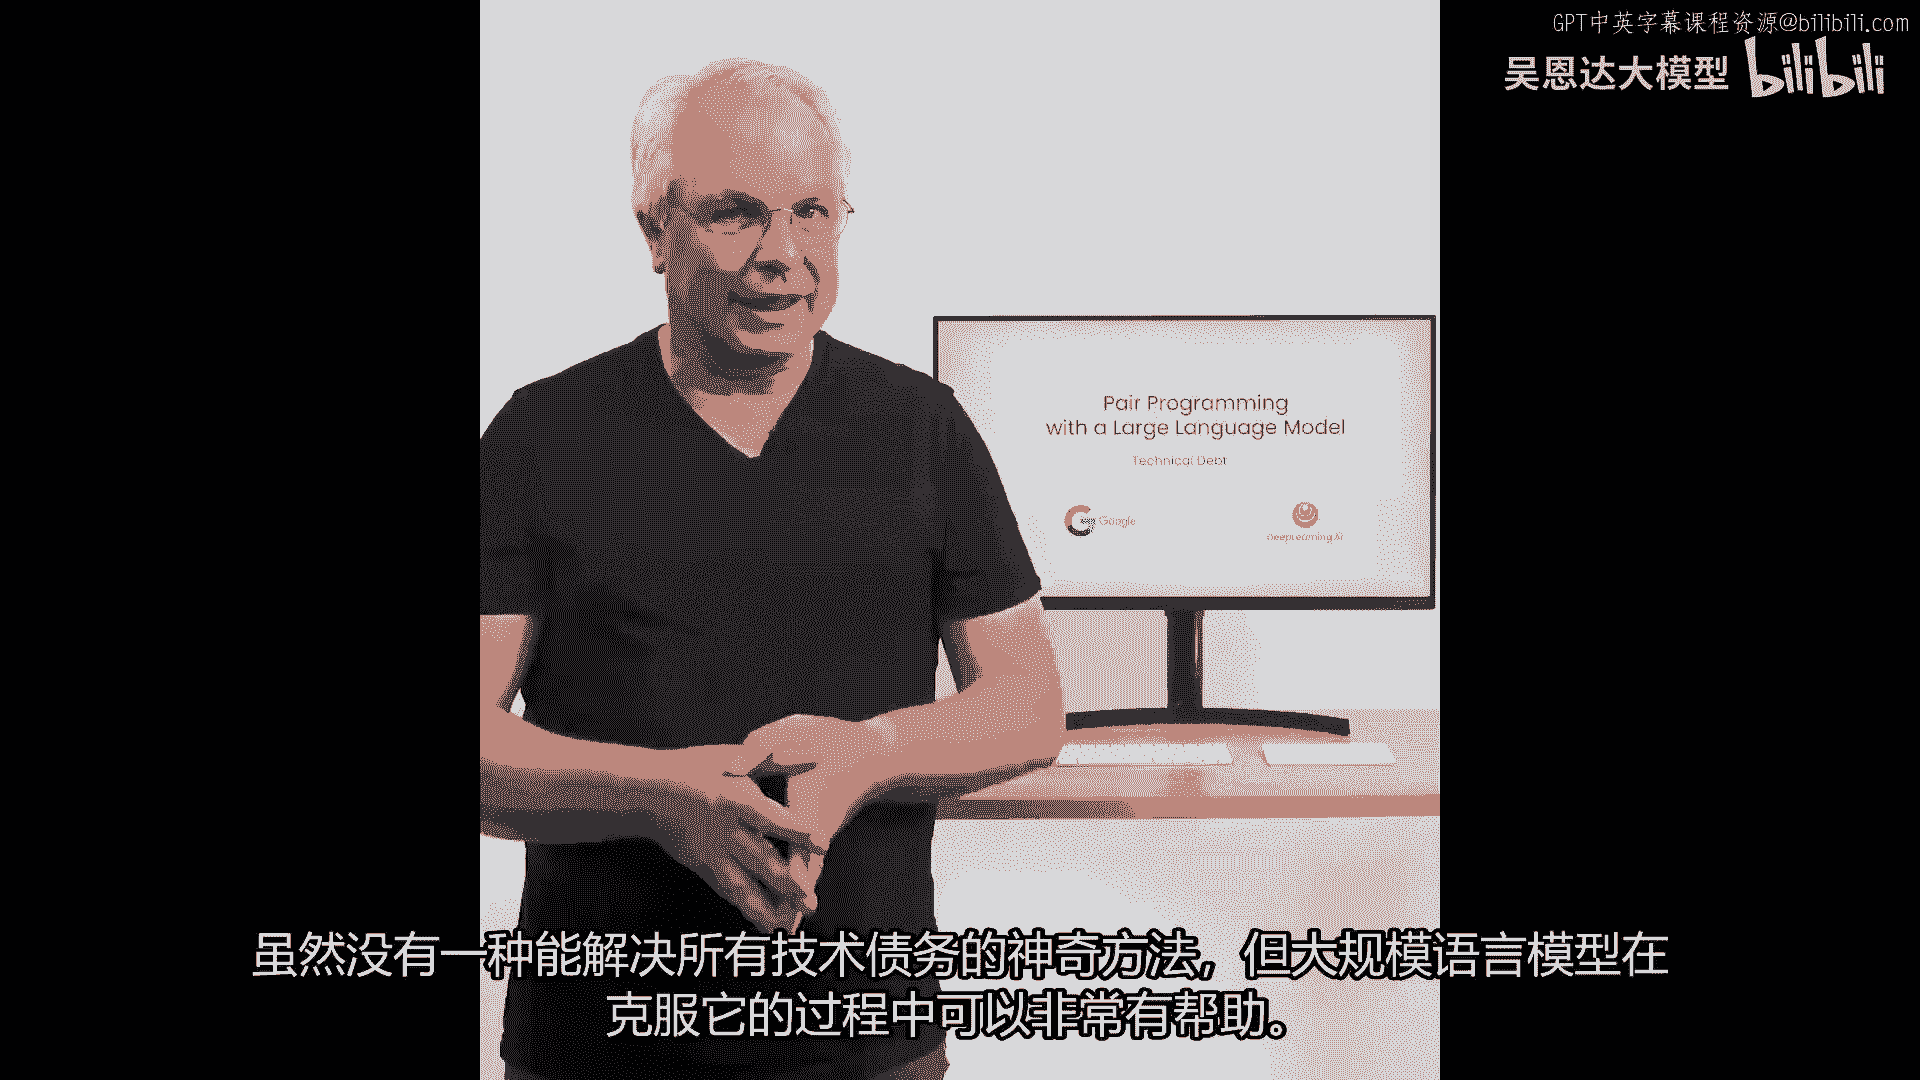 GPT中英字幕课程资源@bilibili.com
吴恩达大模型 bilibili
Pair Programming
with a Large Language Model
Technical Debt
Google
DeepLearning.AI
虽然没有一种能解决所有技术债务的神奇方法，但大规模语言模型在
克服它的过程中可以非常有帮助。